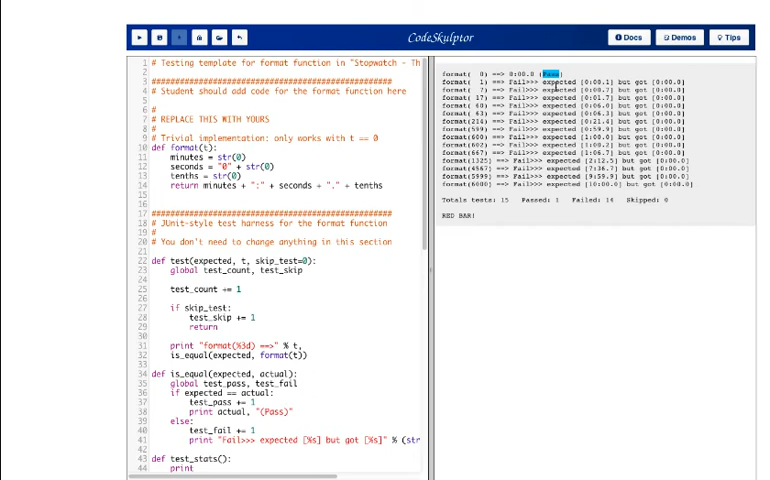 CodeSkulptor
Docs
Demos
Tips
1 # Testing template for format function in "Stopwatch - Th
2
3 ###################################################
4 # Student should add code for the format function here
5
6 #
7 # REPLACE THIS WITH YOURS
8 #
9 # Trivial implementation: only works with t == 0
10 def format(t):
11 minutes = str(0)
12 seconds = "0" + str(0)
13 tenths = str(0)
14 return minutes + ":" + seconds + "." + tenths
15
16
17 ###################################################
18 # JUnit-style test harness for the format function
19 #
20 # You don't need to change anything in this section
21
22 def test(expected, t, skip_test=0):
23 global test_count, test_skip
24
25 test_count += 1
26
27 if skip_test:
28 test_skip += 1
29 return
30
31 print "format(%3d) ==>" % t,
32 is_equal(expected, format(t))
33
34 def is_equal(expected, actual):
35 global test_pass, test_fail
36 if expected == actual:
37 test_pass += 1
38 print actual, "(Pass)"
39 else:
40 test_fail += 1
41 print "Fail>>> expected [%s] but got [%s]" % (str
42
43 def test_stats():
44 print
format( 0) ==> 0:00.0 (Pass)
format( 1) ==> Fail>>> expected [0:00.1] but got [0:00.0]
format( 7) ==> Fail>>> expected [0:00.7] but got [0:00.0]
format( 17) ==> Fail>>> expected [0:01.7] but got [0:00.0]
format( 60) ==> Fail>>> expected [0:06.0] but got [0:00.0]
format( 63) ==> Fail>>> expected [0:06.3] but got [0:00.0]
format(214) ==> Fail>>> expected [0:21.4] but got [0:00.0]
format(599) ==> Fail>>> expected [0:59.9] but got [0:00.0]
format(600) ==> Fail>>> expected [1:00.0] but got [0:00.0]
format(602) ==> Fail>>> expected [1:00.2] but got [0:00.0]
format(667) ==> Fail>>> expected [1:06.7] but got [0:00.0]
format(1325) ==> Fail>>> expected [2:12.5] but got [0:00.0]
format(4567) ==> Fail>>> expected [7:36.7] but got [0:00.0]
format(5999) ==> Fail>>> expected [9:59.9] but got [0:00.0]
format(6000) ==> Fail>>> expected [10:00.0] but got [0:00.0]
Totals tests: 15 Passed: 1 Failed: 14 Skipped: 0
RED BAR!